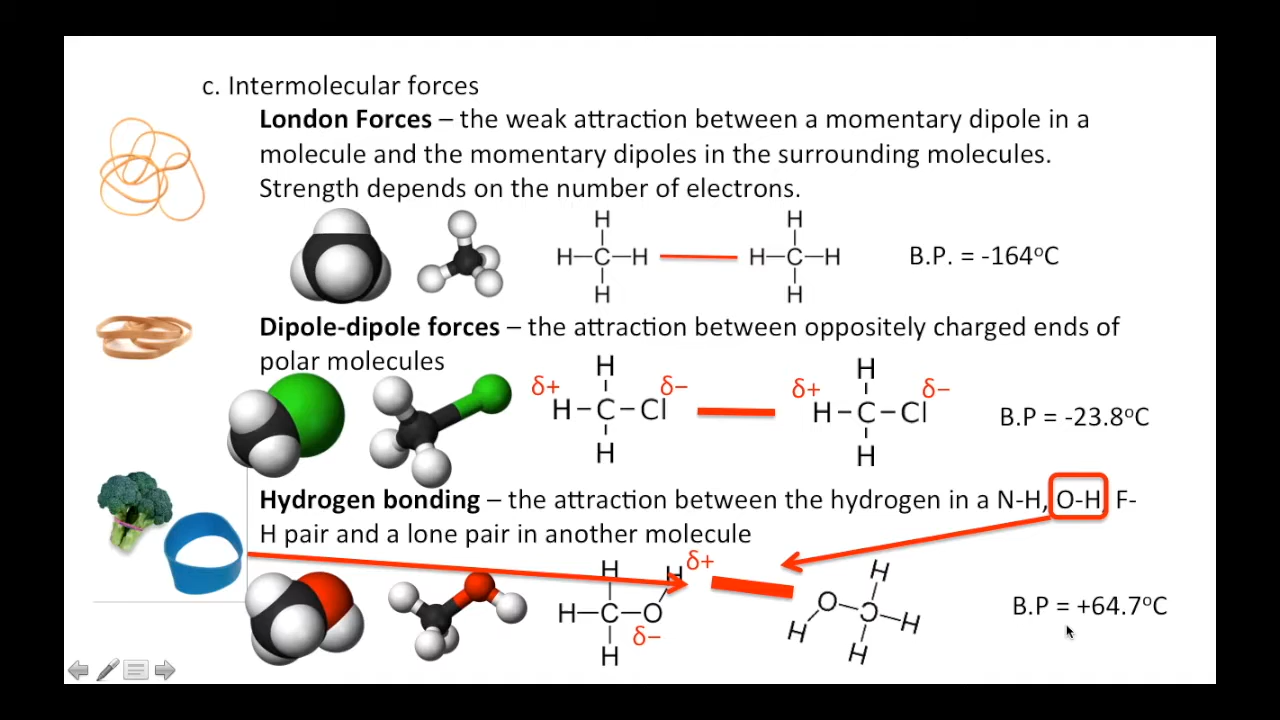 c. Intermolecular forces
London Forces – the weak attraction between a momentary dipole in a
molecule and the momentary dipoles in the surrounding molecules.
Strength depends on the number of electrons.
H H
H–C–H H–C–H B.P. = -164°C
H H
Dipole-dipole forces – the attraction between oppositely charged ends of
polar molecules
H H
δ+ δ– δ+ δ–
H–C–Cl H–C–Cl B.P = -23.8°C
H H
Hydrogen bonding – the attraction between the hydrogen in a N-H, O-H, F-
H pair and a lone pair in another molecule
H H δ+ H
H–C–O O–C–H B.P = +64.7°C
δ– H
H H